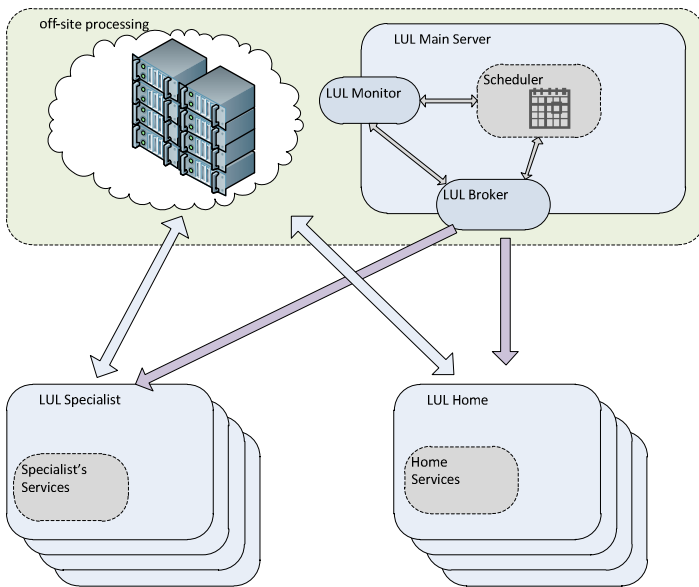 off-site processing
LUL Main Server
LUL Monitor
Scheduler
LUL Broker
LUL Specialist
Specialist's
Services
LUL Home
Home
Services